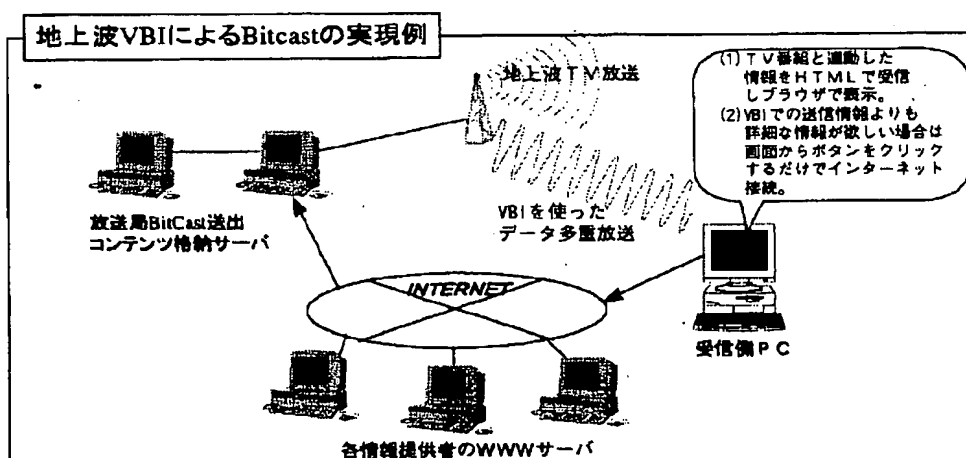 地上波VBIによるBitcastの実現例
地上波TV放送
(1)TV番組と連動した
情報をHTMLで受信
しブラウザで表示。
(2)VBIでの送信情報よりも
詳細な情報が欲しい場合は
画面からボタンをクリック
するだけでインターネット
接続。
放送局BitCast送出
コンテンツ格納サーバ
VBIを使った
データ多重放送
INTERNET
受信側PC
各情報提供者のWWWサーバ